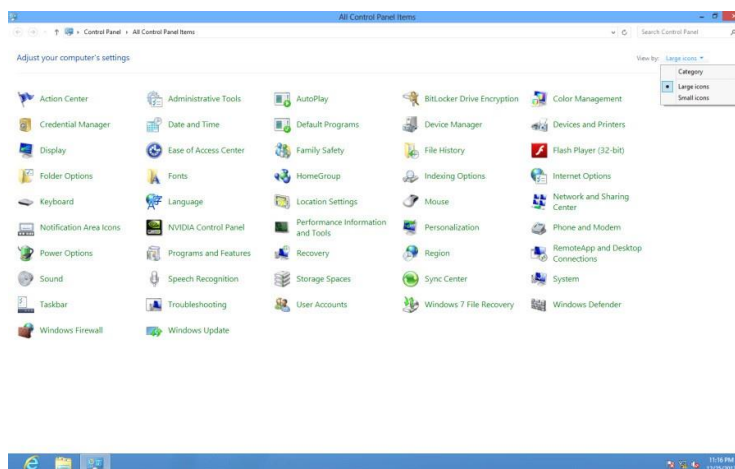 All Control Panel Items
Control Panel All Control Panel Items
Search Control Panel
Adjust your computer's settings
View by: Large icons
Category
Large icons
Small icons
Action Center
Administrative Tools
AutoPlay
BitLocker Drive Encryption
Color Management
Credential Manager
Date and Time
Default Programs
Device Manager
Devices and Printers
Display
Ease of Access Center
Family Safety
File History
Flash Player (32-bit)
Folder Options
Fonts
HomeGroup
Indexing Options
Internet Options
Keyboard
Language
Location Settings
Mouse
Network and Sharing
Center
Notification Area Icons
NVIDIA Control Panel
Performance Information
and Tools
Personalization
Phone and Modem
Power Options
Programs and Features
Recovery
Region
RemoteApp and Desktop
Connections
Sound
Speech Recognition
Storage Spaces
Sync Center
System
Taskbar
Troubleshooting
User Accounts
Windows 7 File Recovery
Windows Defender
Windows Firewall
Windows Update
11:16 PM